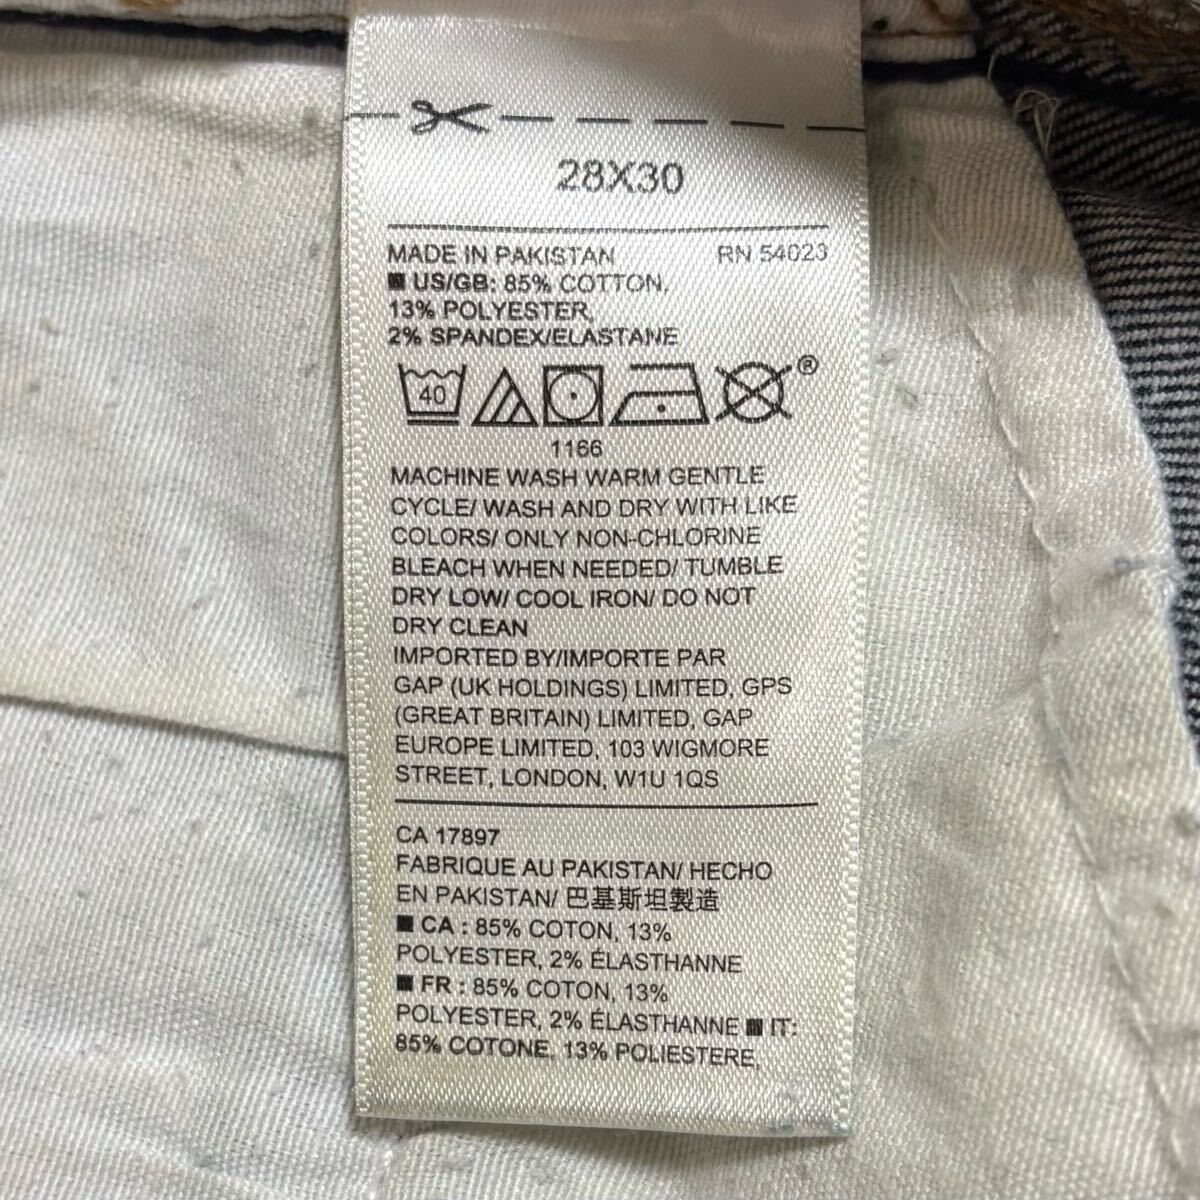 28X30
MADE IN PAKISTAN RN 54023
■ US/GB: 85% COTTON,
13% POLYESTER,
2% SPANDEX/ELASTANE
40 ®
1166
MACHINE WASH WARM GENTLE
CYCLE/ WASH AND DRY WITH LIKE
COLORS/ ONLY NON-CHLORINE
BLEACH WHEN NEEDED/ TUMBLE
DRY LOW/ COOL IRON/ DO NOT
DRY CLEAN
IMPORTED BY/IMPORTE PAR
GAP (UK HOLDINGS) LIMITED, GPS
(GREAT BRITAIN) LIMITED, GAP
EUROPE LIMITED, 103 WIGMORE
STREET, LONDON, W1U 1QS
CA 17897
FABRIQUE AU PAKISTAN/ HECHO
EN PAKISTAN/ 巴基斯坦製造
■ CA : 85% COTON, 13%
POLYESTER, 2% ÉLASTHANNE
■ FR : 85% COTON, 13%
POLYESTER, 2% ÉLASTHANNE ■ IT:
85% COTONE, 13% POLIESTERE,